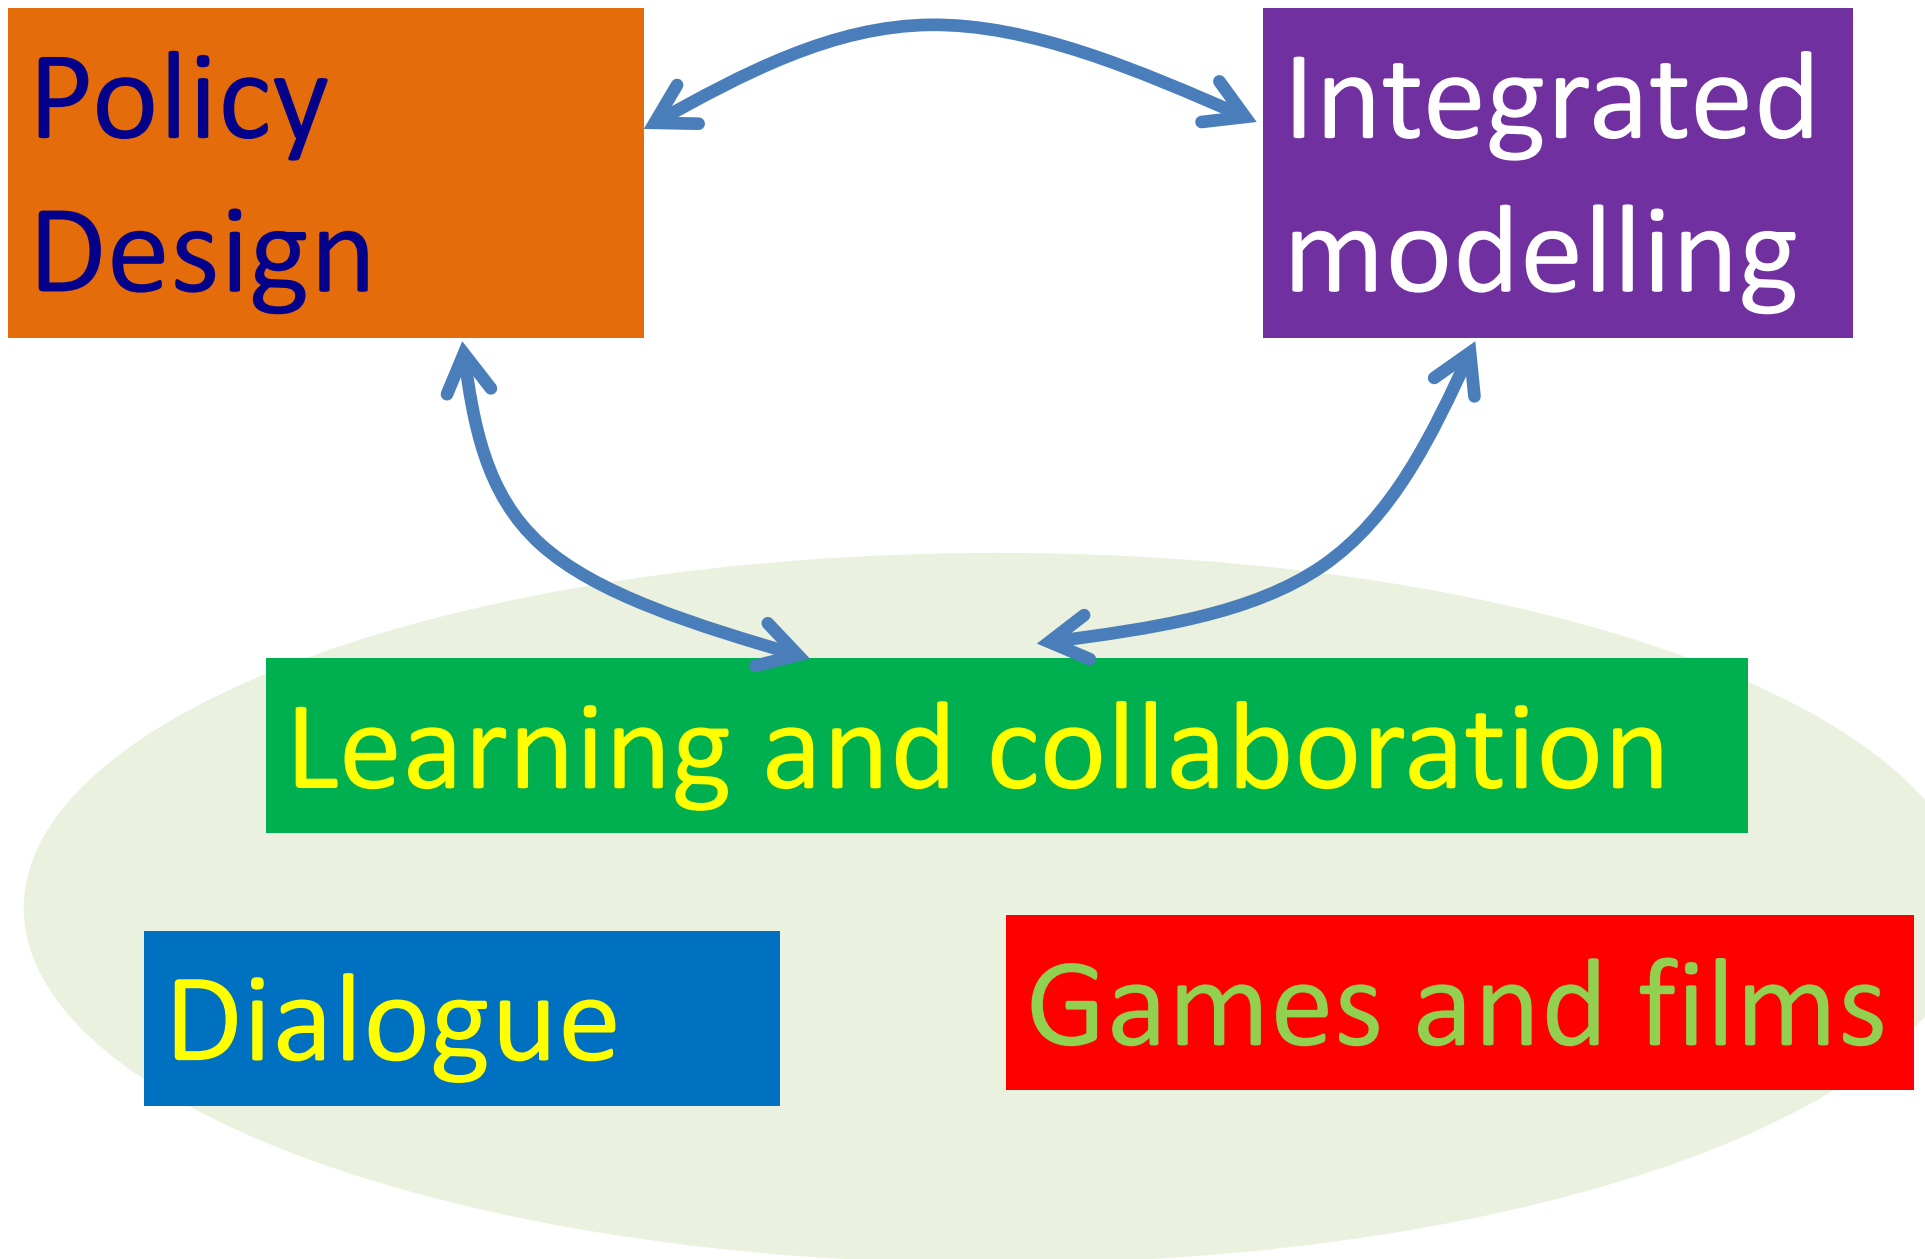 Policy
Design
Integrated
modelling
Learning and collaboration
Dialogue
Games and films